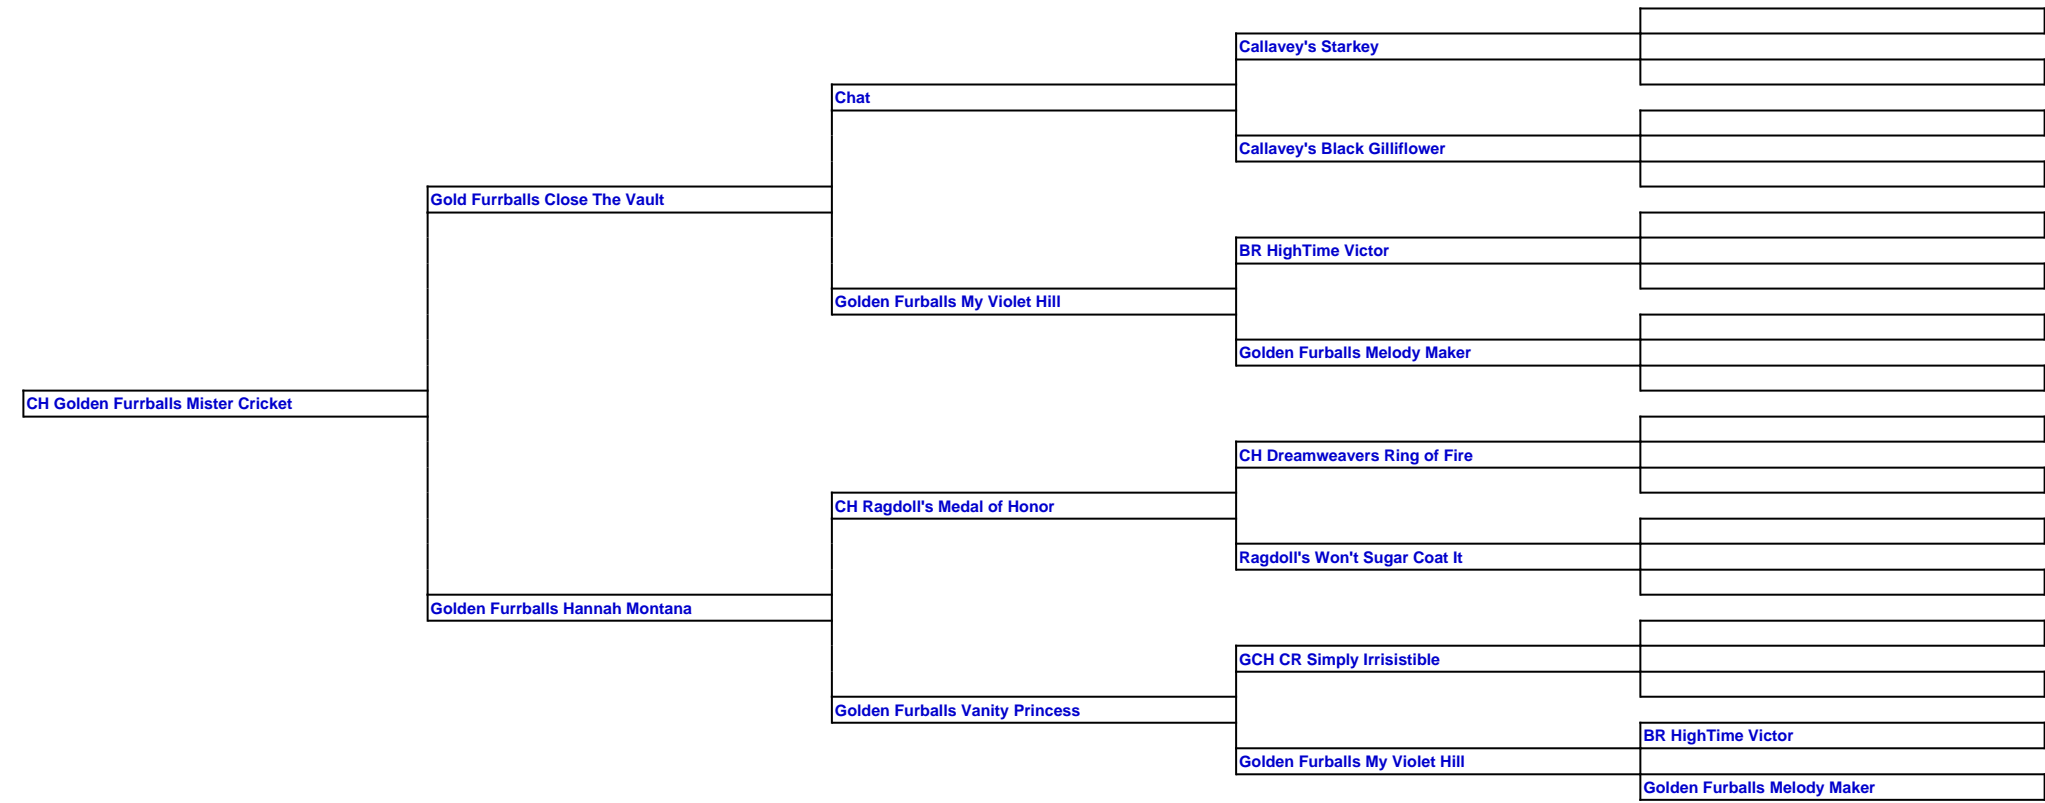 Callavey's Starkey
Chat
Callavey's Black Gilliflower
Gold Furrballs Close The Vault
BR HighTime Victor
Golden Furballs My Violet Hill
Golden Furballs Melody Maker
CH Golden Furrballs Mister Cricket
CH Dreamweavers Ring of Fire
CH Ragdoll's Medal of Honor
Ragdoll's Won't Sugar Coat It
Golden Furrballs Hannah Montana
GCH CR Simply Irrisistible
Golden Furballs Vanity Princess
BR HighTime Victor
Golden Furballs My Violet Hill
Golden Furballs Melody Maker